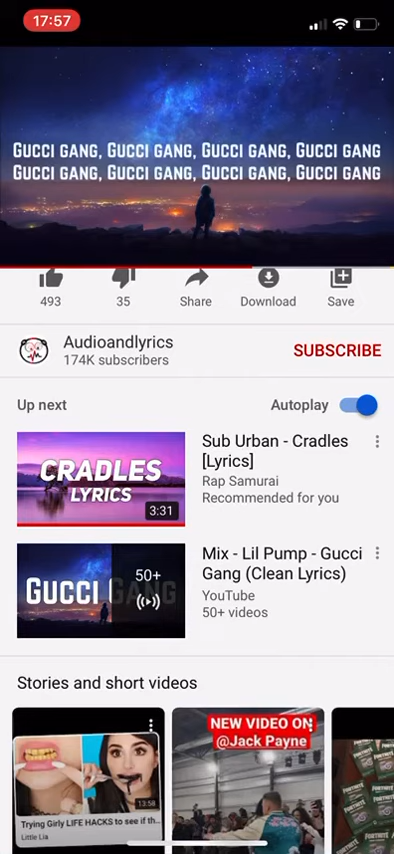 17:57
GUCCI GANG, GUCCI GANG, GUCCI GANG, GUCCI GANG
GUCCI GANG, GUCCI GANG, GUCCI GANG, GUCCI GANG
493
35
Share
Download
Save
Audioandlyrics
174K subscribers
SUBSCRIBE
Up next
Autoplay
CRADLES
LYRICS
3:31
Sub Urban - Cradles
[Lyrics]
Rap Samurai
Recommended for you
GUCCI GANG
50+
Mix - Lil Pump - Gucci
Gang (Clean Lyrics)
YouTube
50+ videos
Stories and short videos
13:58
Trying Girly LIFE HACKS to see if th..
Little Lia
NEW VIDEO ON
@Jack Payne
FORTNITE